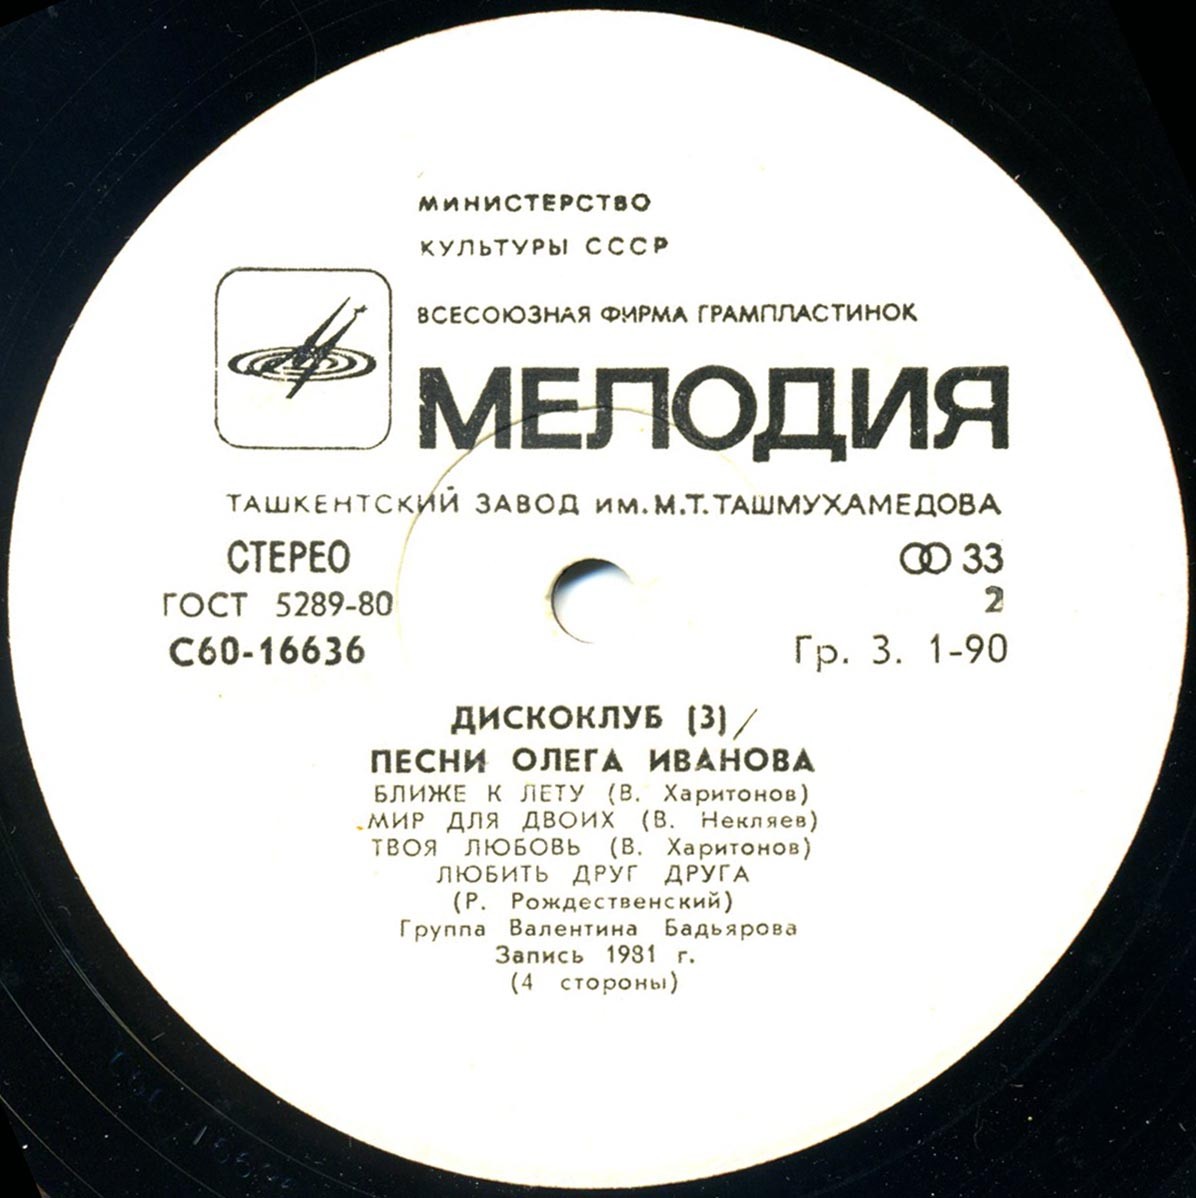 МИНИСТЕРСТВО
КУЛЬТУРЫ СССР
ВСЕСОЮЗНАЯ ФИРМА ГРАМПЛАСТИНОК
МЕЛОДИЯ
ТАШКЕНТСКИЙ ЗАВОД им. М.Т. ТАШМУХАМЕДОВА
СТЕРЕО 33
ГОСТ 5289-80 2
С60-16636 Гр. 3. 1-90
ДИСКОКЛУБ (3)/
ПЕСНИ ОЛЕГА ИВАНОВА
БЛИЖЕ К ЛЕТУ (В. Харитонов)
МИР ДЛЯ ДВОИХ (В. Некляев)
ТВОЯ ЛЮБОВЬ (В. Харитонов)
ЛЮБИТЬ ДРУГ ДРУГА
(Р. Рождественский)
Группа Валентина Бадьярова
Запись 1981 г.
(4 стороны)